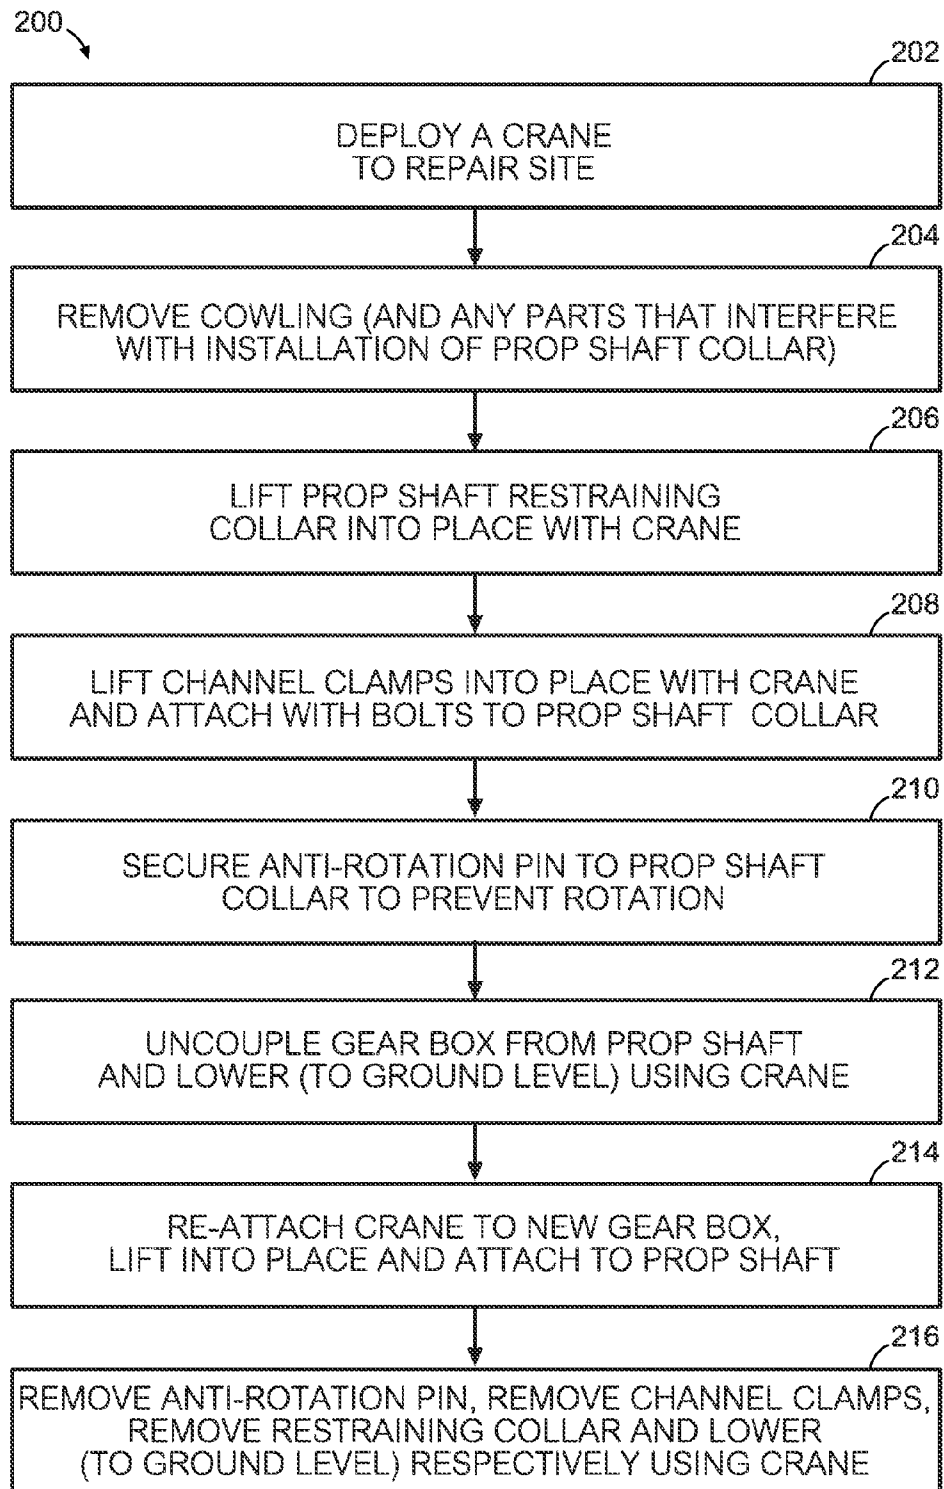 200
202
DEPLOY A CRANE
TO REPAIR SITE
204
REMOVE COWLING (AND ANY PARTS THAT INTERFERE
WITH INSTALLATION OF PROP SHAFT COLLAR)
206
LIFT PROP SHAFT RESTRAINING
COLLAR INTO PLACE WITH CRANE
208
LIFT CHANNEL CLAMPS INTO PLACE WITH CRANE
AND ATTACH WITH BOLTS TO PROP SHAFT COLLAR
210
SECURE ANTI-ROTATION PIN TO PROP SHAFT
COLLAR TO PREVENT ROTATION
212
UNCOUPLE GEAR BOX FROM PROP SHAFT
AND LOWER (TO GROUND LEVEL) USING CRANE
214
RE-ATTACH CRANE TO NEW GEAR BOX,
LIFT INTO PLACE AND ATTACH TO PROP SHAFT
216
REMOVE ANTI-ROTATION PIN, REMOVE CHANNEL CLAMPS,
REMOVE RESTRAINING COLLAR AND LOWER
(TO GROUND LEVEL) RESPECTIVELY USING CRANE